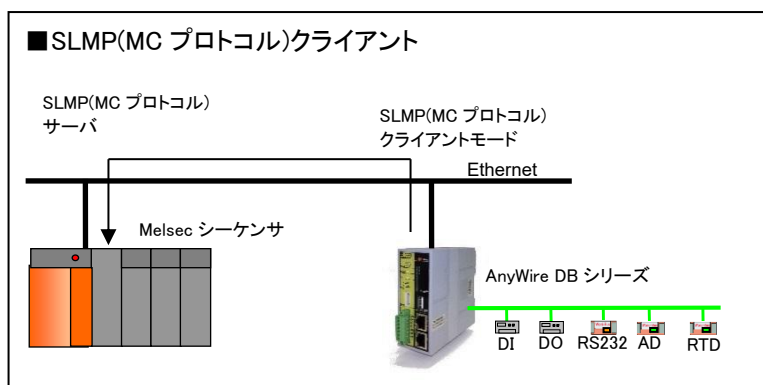 ■SLMP(MC プロトコル)クライアント
SLMP(MC プロトコル)
サーバ
SLMP(MC プロトコル)
クライアントモード
Ethernet
Melsec シーケンサ
AnyWire DB シリーズ
DI DO RS232 AD RTD